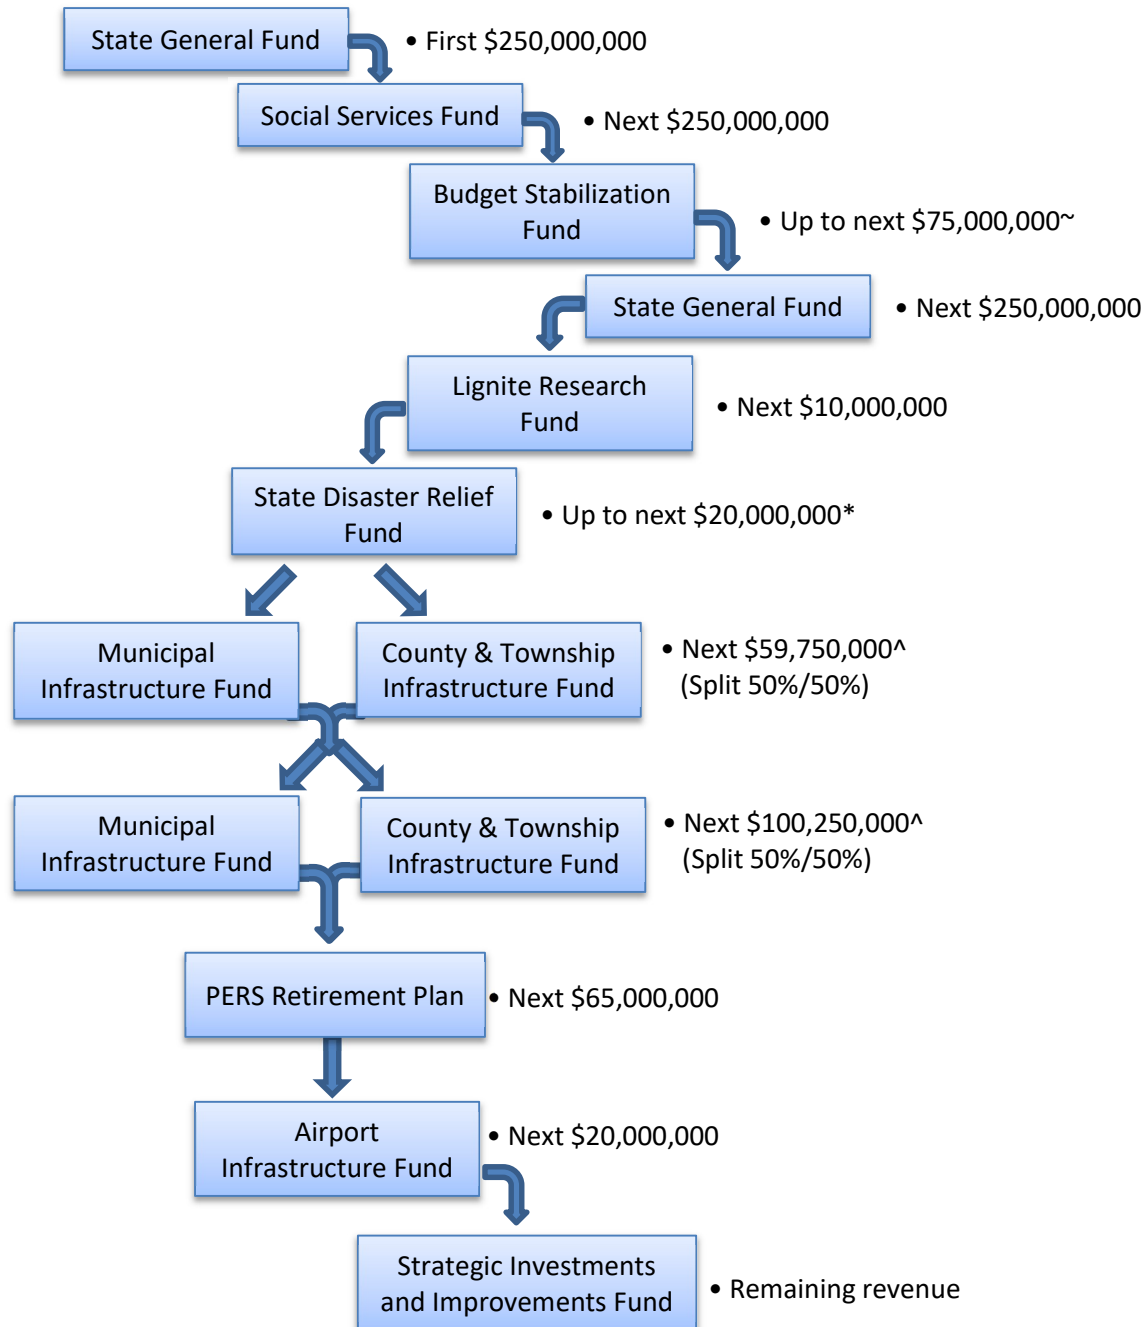 State General Fund
• First $250,000,000
Social Services Fund
• Next $250,000,000
Budget Stabilization
Fund
• Up to next $75,000,000~
State General Fund
• Next $250,000,000
Lignite Research
Fund
• Next $10,000,000
State Disaster Relief
Fund
• Up to next $20,000,000*
Municipal
Infrastructure Fund
County & Township
Infrastructure Fund
• Next $59,750,000^
(Split 50%/50%)
Municipal
Infrastructure Fund
County & Township
Infrastructure Fund
• Next $100,250,000^
(Split 50%/50%)
PERS Retirement Plan
• Next $65,000,000
Airport
Infrastructure Fund
• Next $20,000,000
Strategic Investments
and Improvements Fund
• Remaining revenue